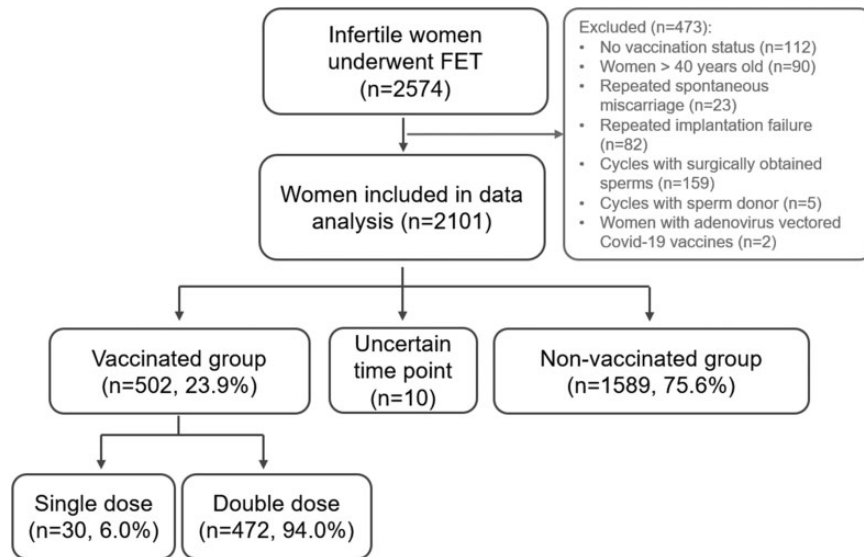 Infertile women
underwent FET
(n=2574)
Excluded (n=473):
• No vaccination status (n=112)
• Women > 40 years old (n=90)
• Repeated spontaneous
miscarriage (n=23)
• Repeated implantation failure
(n=82)
• Cycles with surgically obtained
sperms (n=159)
• Cycles with sperm donor (n=5)
• Women with adenovirus vectored
Covid-19 vaccines (n=2)
Women included in data
analysis (n=2101)
Vaccinated group
(n=502, 23.9%)
Uncertain
time point
(n=10)
Non-vaccinated group
(n=1589, 75.6%)
Single dose
(n=30, 6.0%)
Double dose
(n=472, 94.0%)